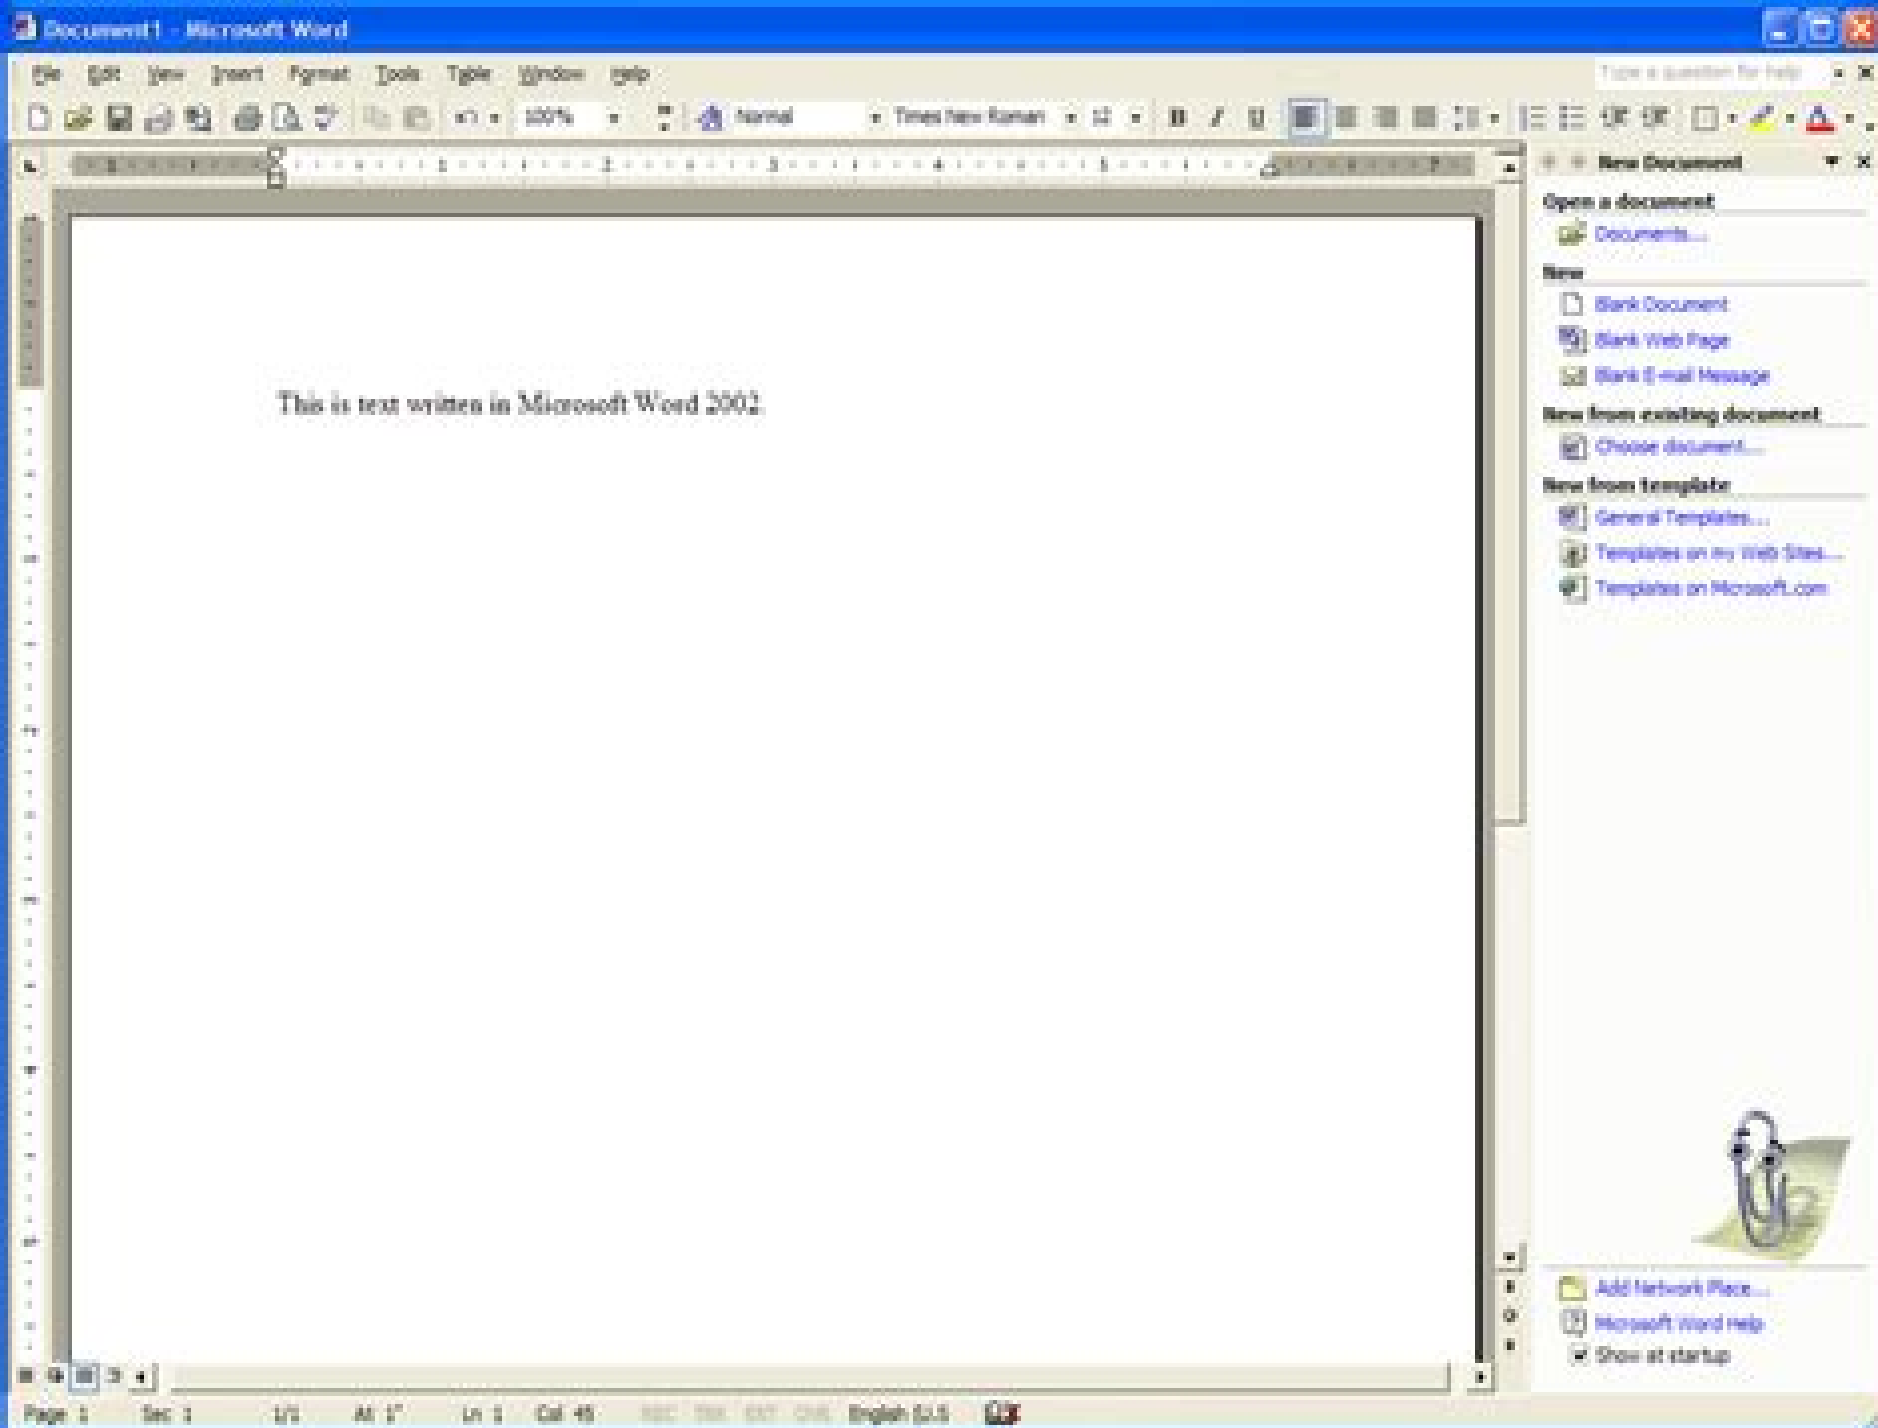 Document1 - Microsoft Word
File Edit View Insert Format Tools Table Window Help Type a question for help
100% Normal Times New Roman 12 B I U
New Document
Open a document
Documents...
New
Blank Document
Blank Web Page
Blank E-mail Message
New from existing document
Choose document...
New from template
General Templates...
Templates on my Web Sites...
Templates on Microsoft.com
This is text written in Microsoft Word 2002.
Add Network Place...
Microsoft Word Help
Show at startup
Page 1 Sec 1 1/1 At 1" Ln 1 Col 45 REC TRK EXT OVR English (U.S